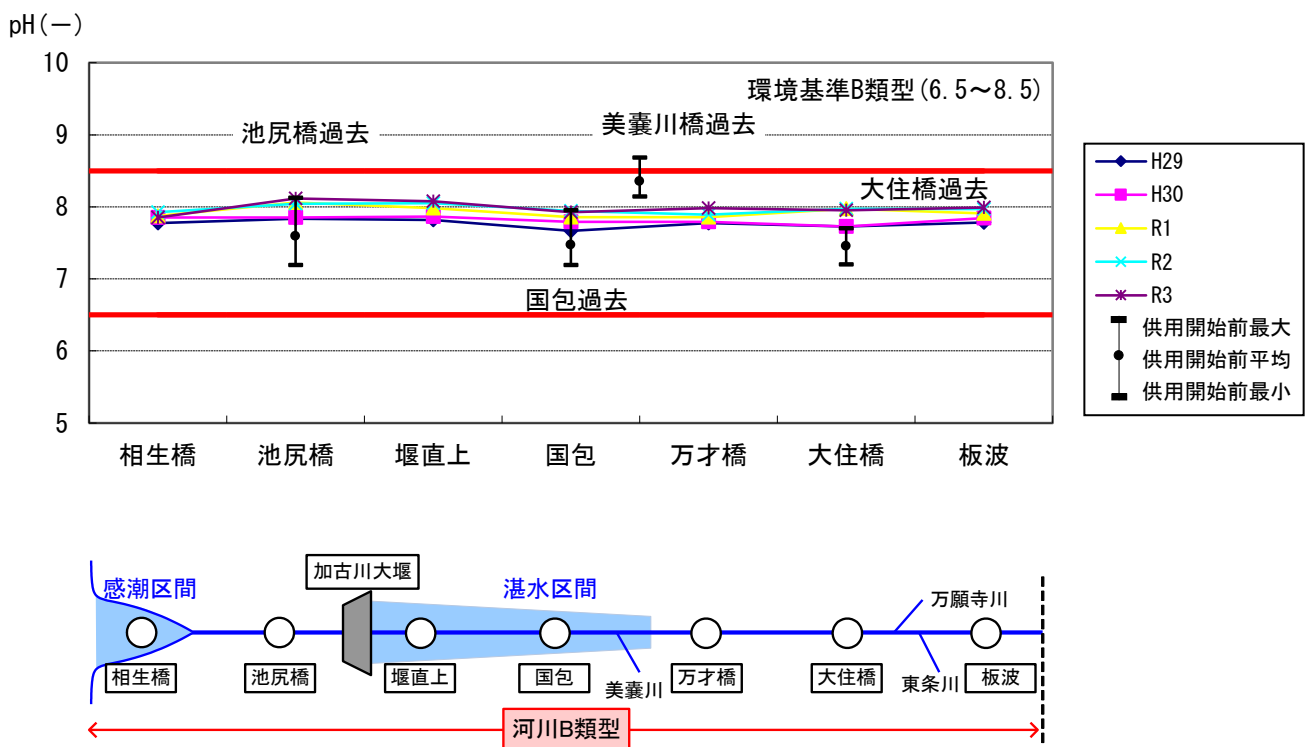 pH(－)
10
環境基準B類型(6.5～8.5)
美嚢川橋過去
池尻橋過去
9
大住橋過去
8
7
国包過去
6
5
相生橋 池尻橋 堰直上 国包 万才橋 大住橋 板波
H29
H30
R1
R2
R3
供用開始前最大
供用開始前平均
供用開始前最小
加古川大堰
感潮区間 湛水区間
万願寺川
相生橋 池尻橋 堰直上 国包 美嚢川 万才橋 大住橋 東条川 板波
河川B類型